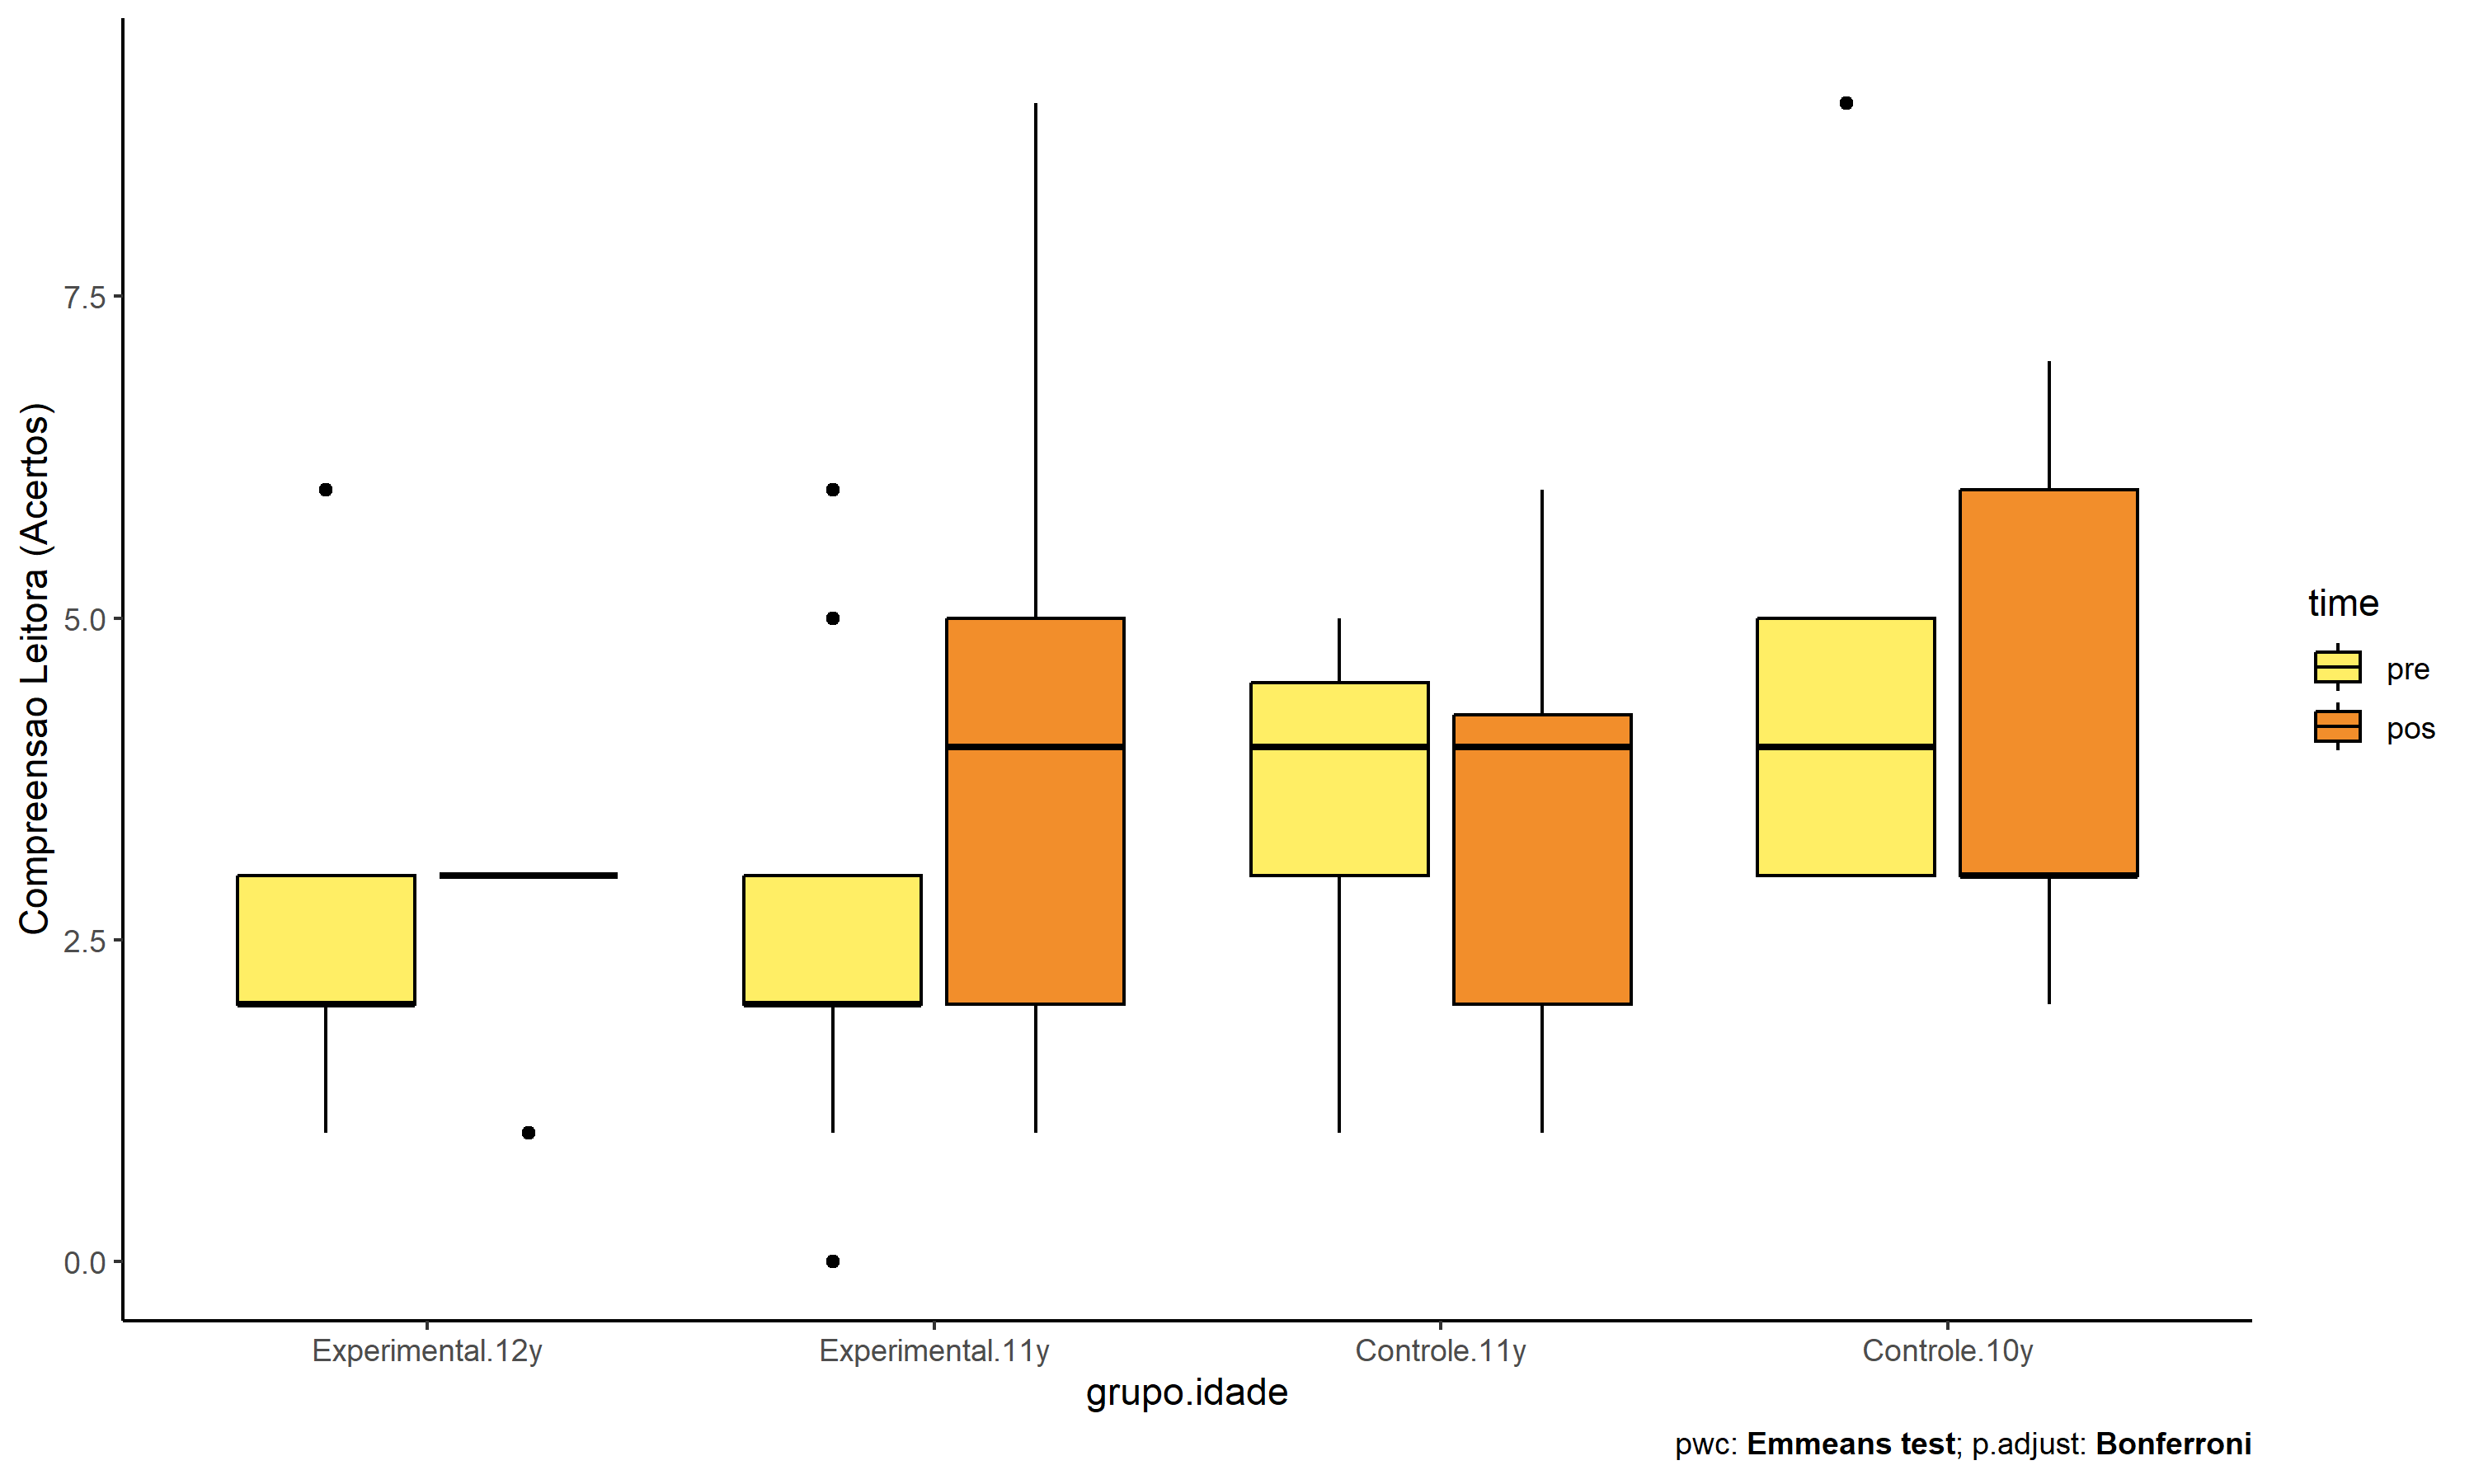 Compreensao Leitora (Acertos)
7.5
5.0
2.5
0.0
Experimental.12y
Experimental.11y
Controle.11y
Controle.10y
grupo.idade
time
pre
pos
pwc: Emmeans test; p.adjust: Bonferroni